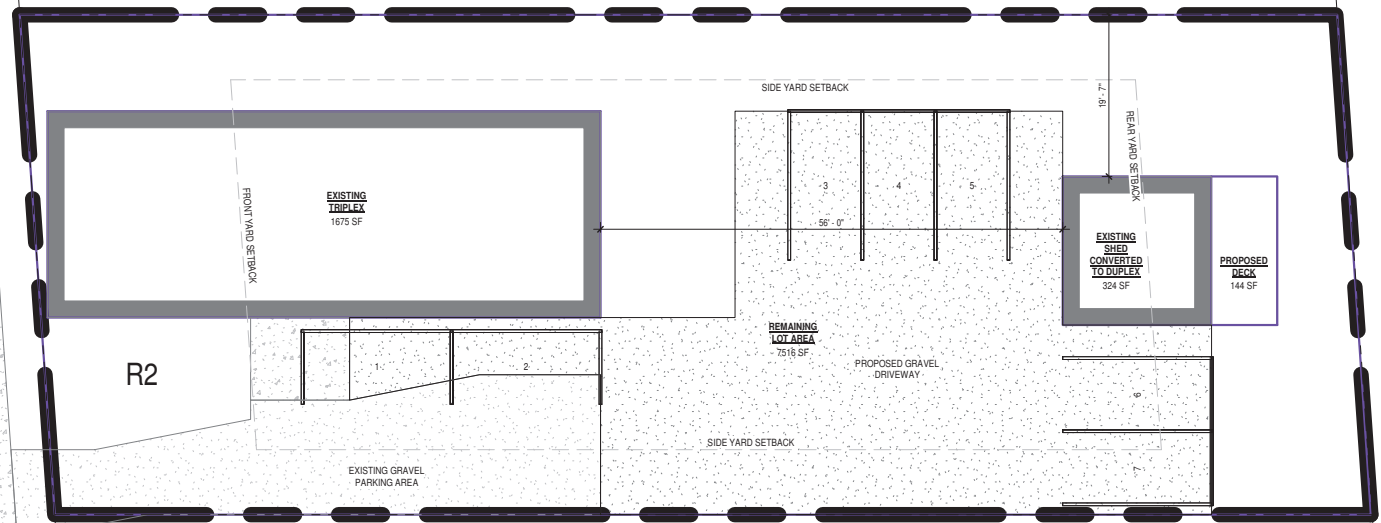 SIDE YARD SETBACK
19' - 7"
REAR YARD SETBACK
FRONT YARD SETBACK
EXISTING
TRIPLEX
1675 SF
3
4
5
56' - 0"
EXISTING
SHED
CONVERTED
TO DUPLEX
324 SF
PROPOSED
DECK
144 SF
REMAINING
LOT AREA
7516 SF
PROPOSED GRAVEL
DRIVEWAY
R2
1
2
6
7
SIDE YARD SETBACK
EXISTING GRAVEL
PARKING AREA